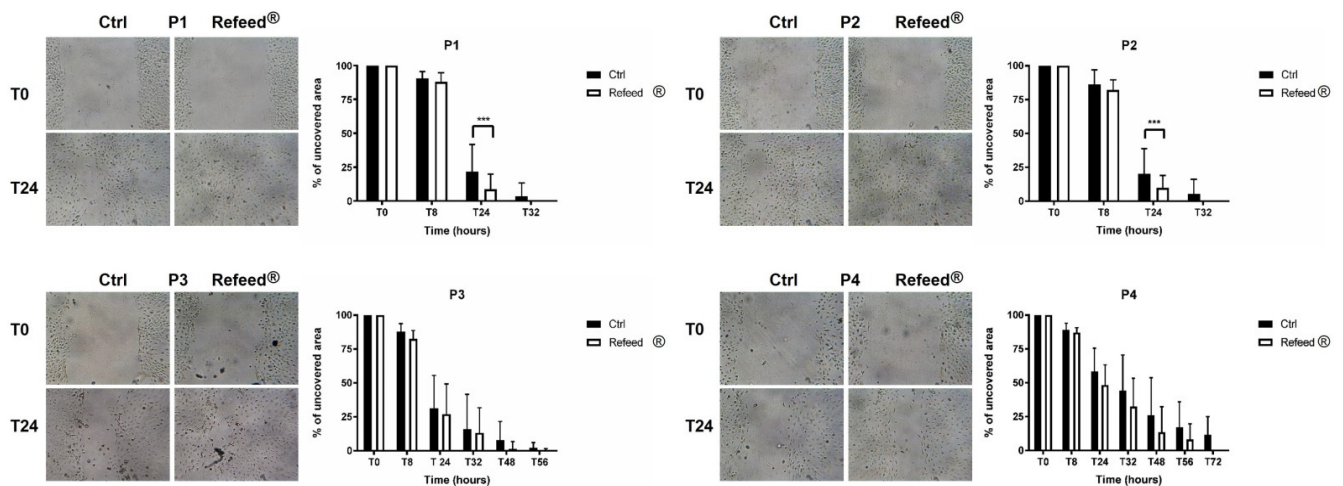 Ctrl P1 Refeed®
T0
T24
P1
% of uncovered area
100
75
50
25
0
***
T0 T8 T24 T32
Time (hours)
Ctrl
Refeed ®
Ctrl P2 Refeed®
T0
T24
P2
% of uncovered area
100
75
50
25
0
***
T0 T8 T24 T32
Time (hours)
Ctrl
Refeed ®
Ctrl P3 Refeed®
T0
T24
P3
% of uncovered area
100
75
50
25
0
T0 T8 T 24 T32 T48 T56
Time (hours)
Ctrl
Refeed ®
Ctrl P4 Refeed®
T0
T24
P4
% of uncovered area
100
75
50
25
0
T0 T8 T24 T32 T48 T56 T72
Time (hours)
Ctrl
Refeed ®